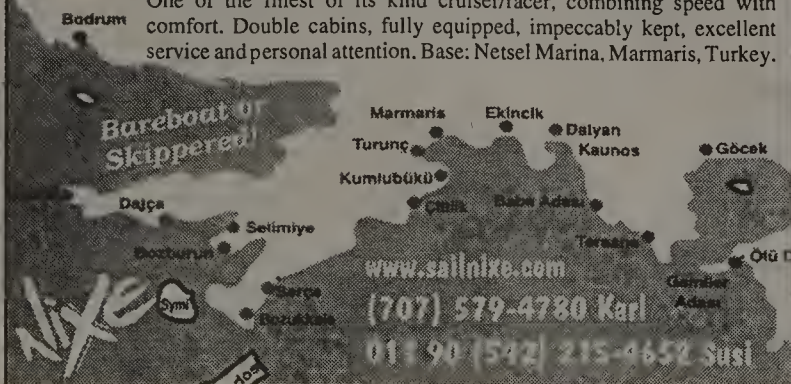 One of the finest of its kind cruiser/racer, combining speed with
comfort. Double cabins, fully equipped, impeccably kept, excellent
service and personal attention. Base: Netsel Marina, Marmaris, Turkey.
Bodrum
Bareboat or
Skippered!
Marmaris
Ekincik
Dalyan
Kaunos
Turunç
Göcek
Kumlubükü
Datça
Çiftlik
Baba Adası
Selimiye
Bozburun
Tersane
Ölü D
Gemiler
Adası
Nixe
Symi
Serçe
Bozukkale
www.sailnixe.com
(707) 579-4780 Karl
011 90 (542) 215-4652 Susi